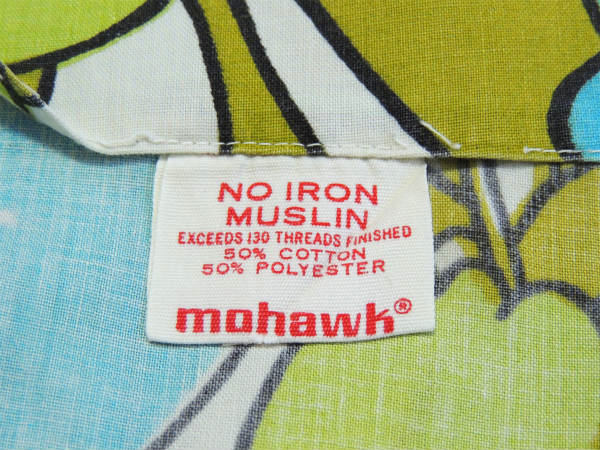 NO IRON
MUSLIN
EXCEEDS 130 THREADS FINISHED
50% COTTON
50% POLYESTER
mohawk®